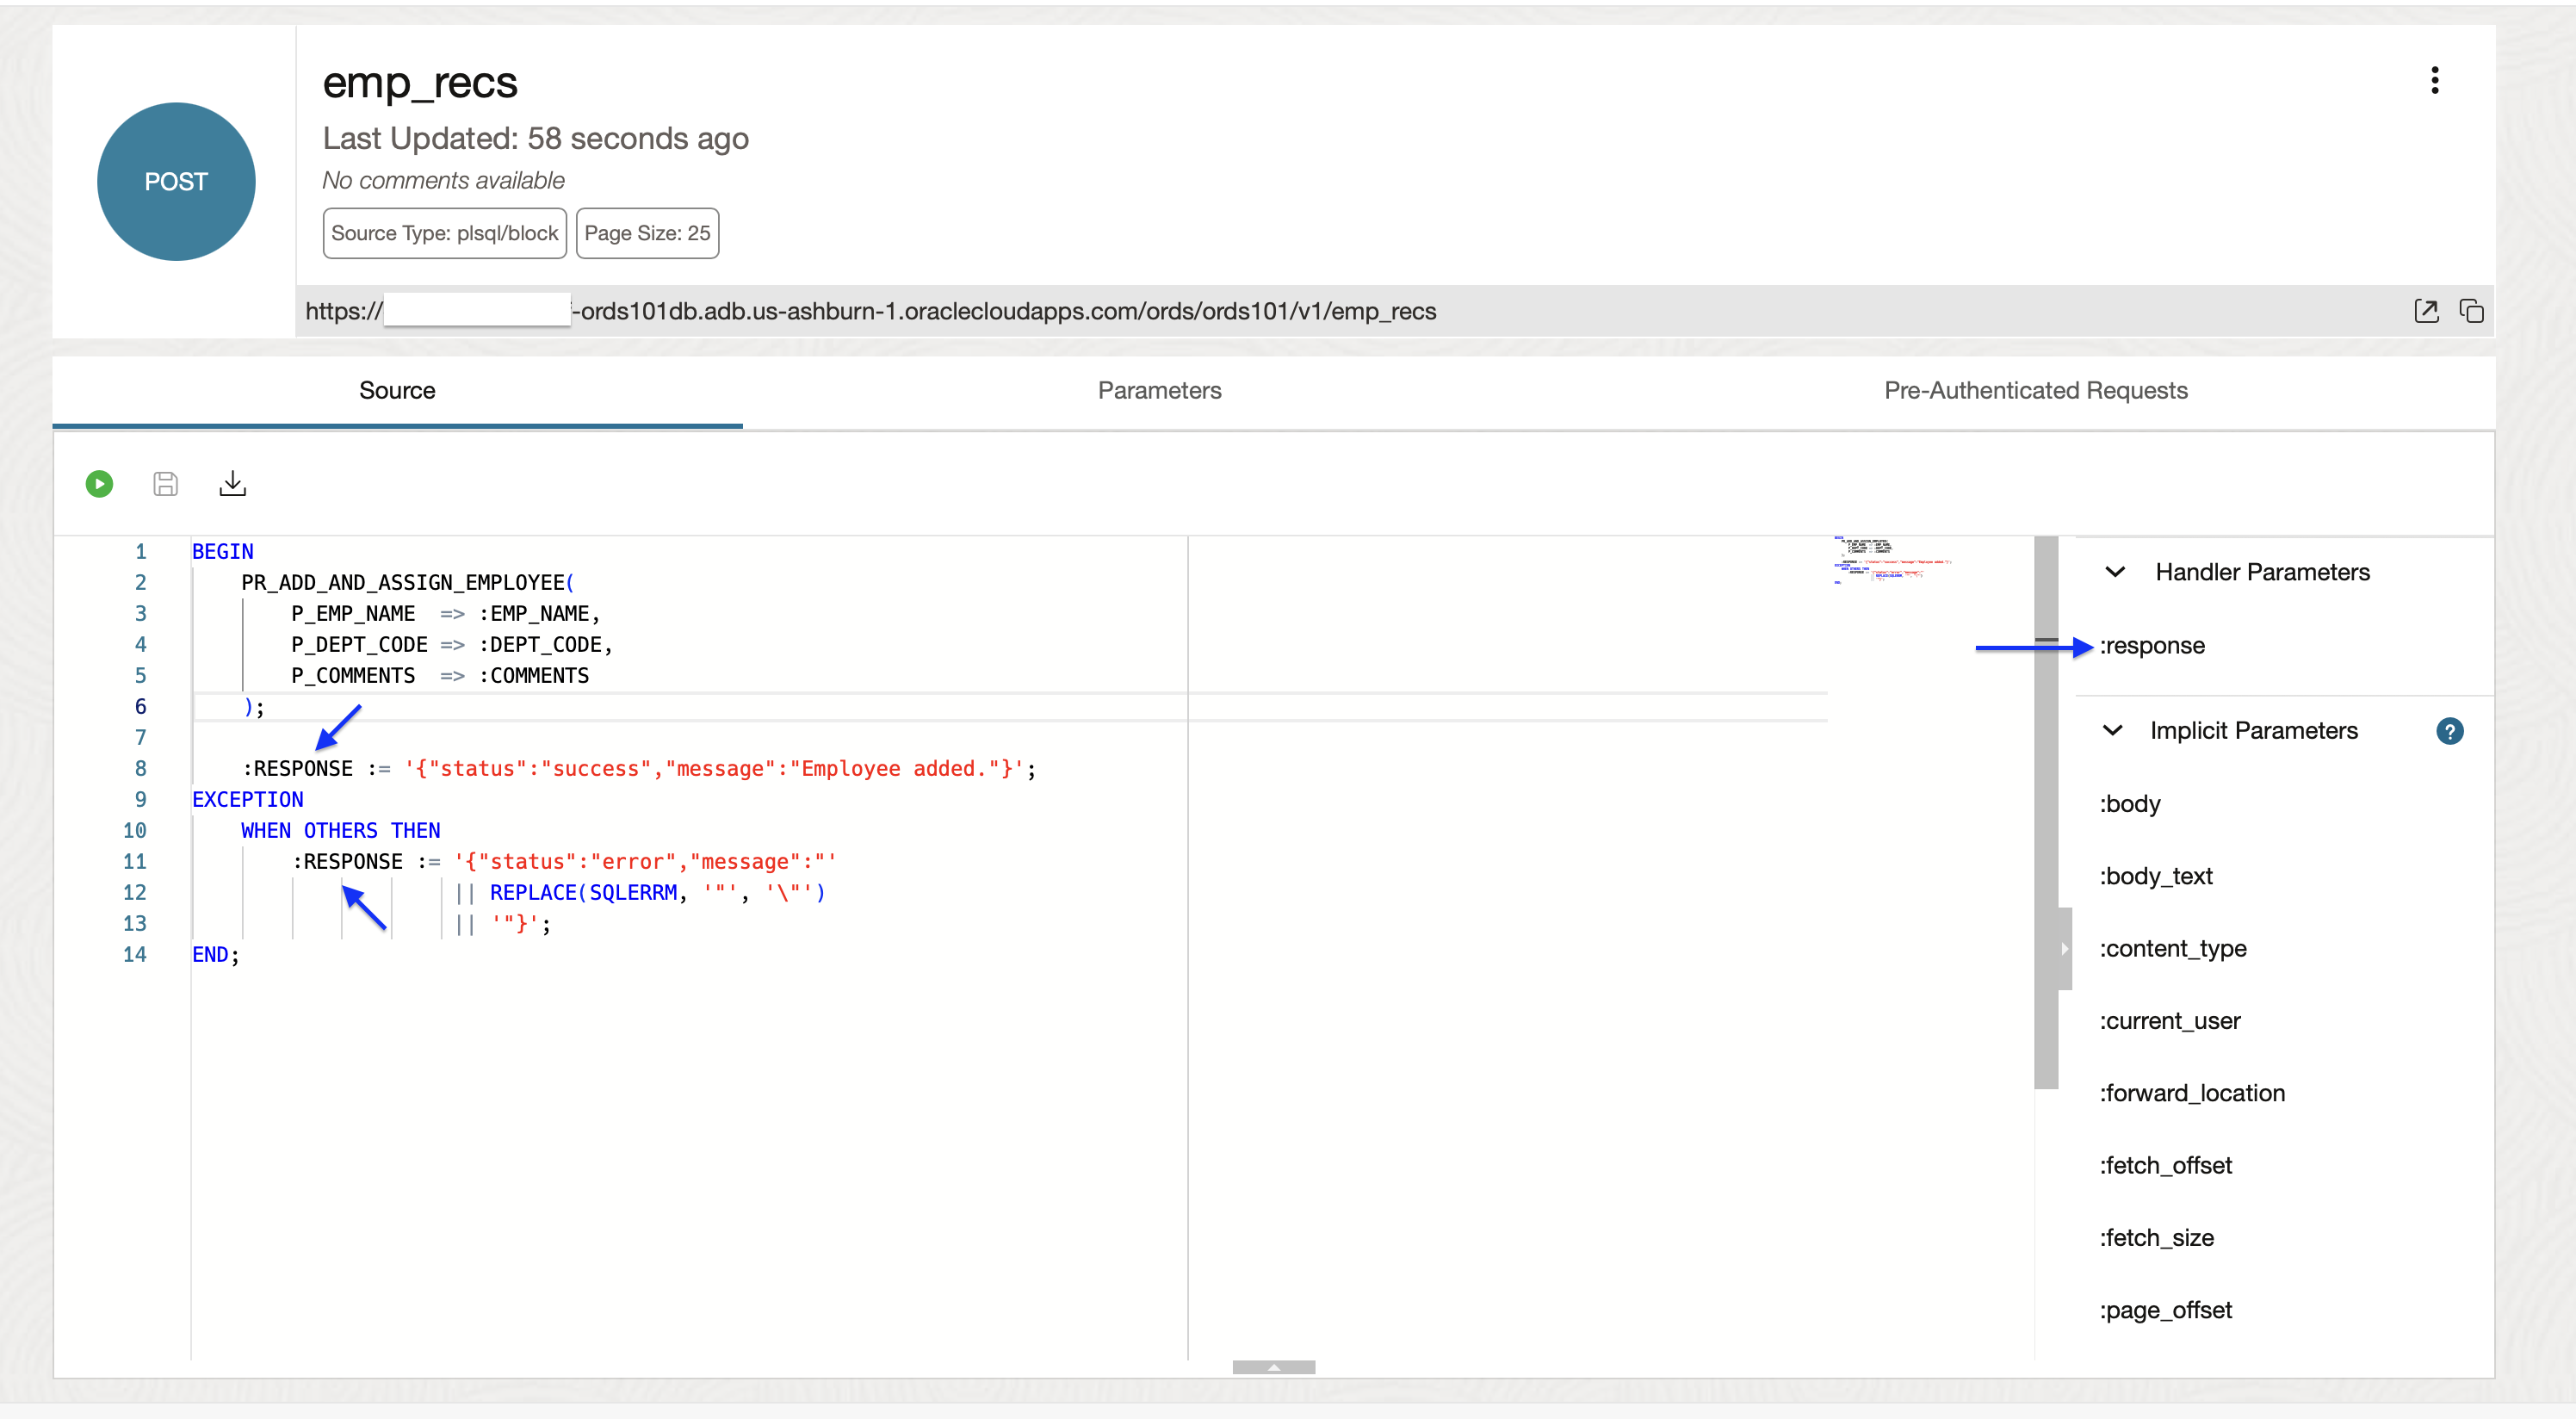 POST
emp_recs
Last Updated: 58 seconds ago
No comments available
Source Type: plsql/block Page Size: 25
https:// -ords101db.adb.us-ashburn-1.oraclecloudapps.com/ords/ords101/v1/emp_recs
Source Parameters Pre-Authenticated Requests
1 BEGIN
2 PR_ADD_AND_ASSIGN_EMPLOYEE(
3 P_EMP_NAME => :EMP_NAME,
4 P_DEPT_CODE => :DEPT_CODE,
5 P_COMMENTS => :COMMENTS
6 );
7
8 :RESPONSE := '{"status":"success","message":"Employee added."}';
9 EXCEPTION
10 WHEN OTHERS THEN
11 :RESPONSE := '{"status":"error","message":"'
12 || REPLACE(SQLERRM, '"', '\"')
13 || '"}';
14 END;
Handler Parameters
:response
Implicit Parameters ?
:body
:body_text
:content_type
:current_user
:forward_location
:fetch_offset
:fetch_size
:page_offset